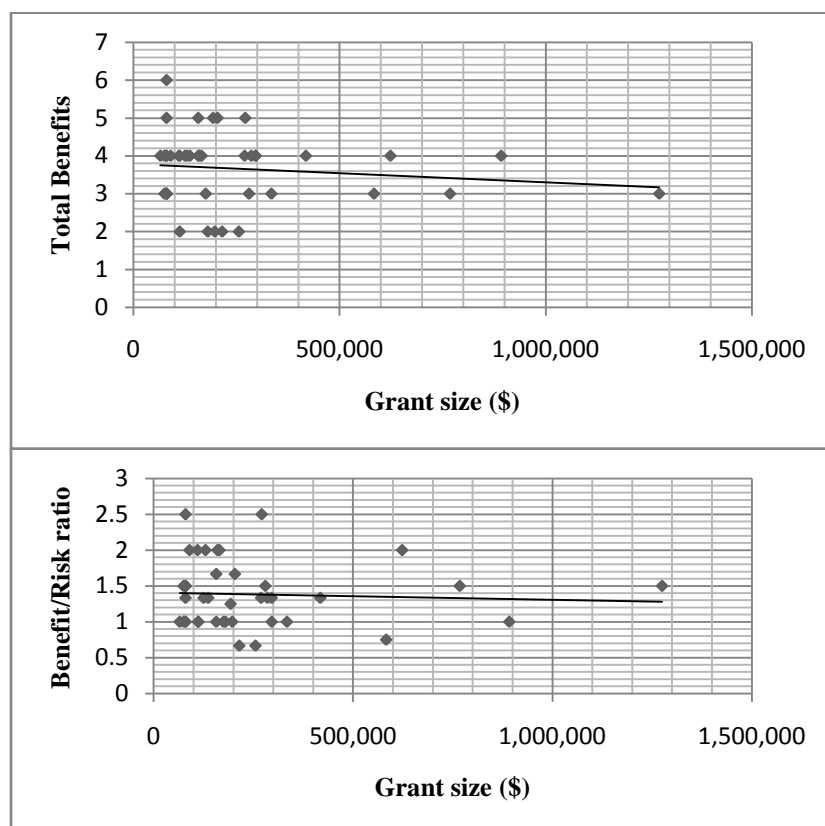 Total Benefits
7
6
5
4
3
2
1
0
0 500,000 1,000,000 1,500,000
Grant size ($)
Benefit/Risk ratio
3
2.5
2
1.5
1
0.5
0
0 500,000 1,000,000 1,500,000
Grant size ($)